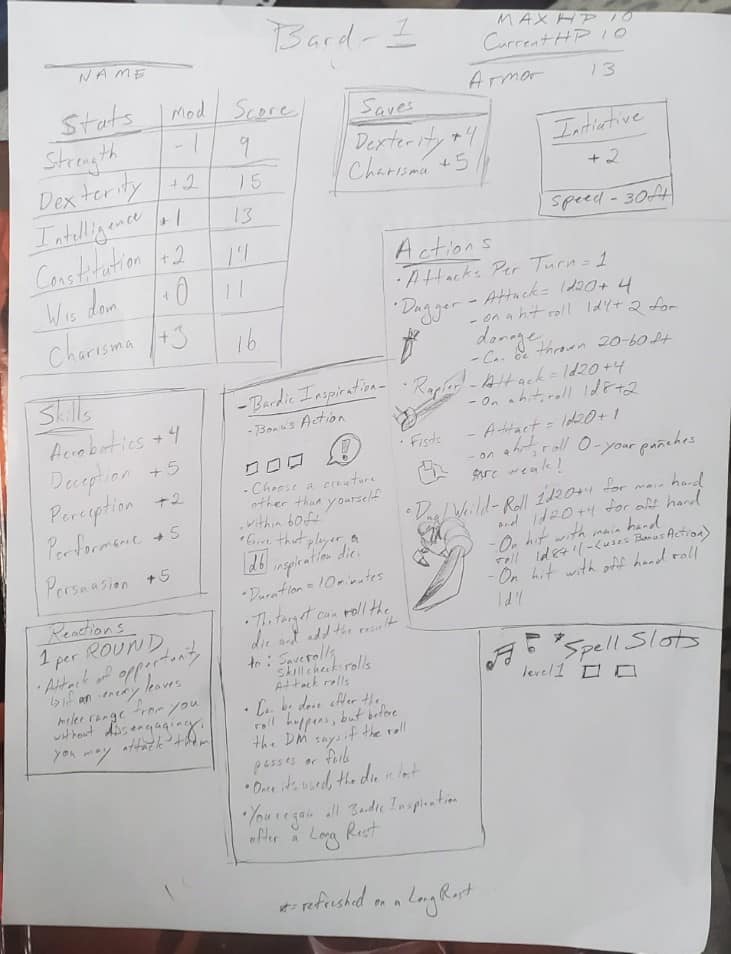 Bard - 1
MAX HP 10
Current HP 10
Armor 13
NAME
Stats Mod Score
Strength -1 9
Dexterity +2 15
Intelligence +1 13
Constitution +2 14
Wisdom +0 11
Charisma +3 16
Saves
Dexterity +4
Charisma +5
Intiative
+2
Speed - 30ft
Actions
• Attacks Per Turn = 1
• Dagger - Attack = 1d20+4
- on a hit roll 1d4+2 for
damage
- Can be thrown 20-60ft
• Rapier - Attack = 1d20+4
- On a hit, roll 1d8+2
• Fists - Attact = 1d20+1
- on a hit, roll 0 - your punches
are weak!
• Dual Weild - Roll 1d20+4 for main hand
and 1d20+4 for off hand
- On hit with main hand
roll 1d8+ - (uses Bonus Action)
- On hit with off hand roll
1d4
Skills
Acrobatics +4
Deception +5
Perception +2
Performance +5
Persuasion +5
- Bardic Inspiration -
- Bonus Action
!
• Choose a creature
other than yourself
• within 60ft
• Give that player a
d6 inspiration die.
• Duration = 10 minutes
• This target can roll the
die and add the result
to: Save rolls
Skill check rolls
Attack rolls
• Can be done after the
roll happens, but before
the DM says if the roll
passes or fails
• Once its used, the die is lost
• You regain all Bardic Inspiration
after a Long Rest
Reactions
1 per ROUND
• Attack of opportunity
if an enemy leaves
melee range from you
without disengaging,
you may attack them
*Spell Slots
level 1
*= refreshed on a Long Rest